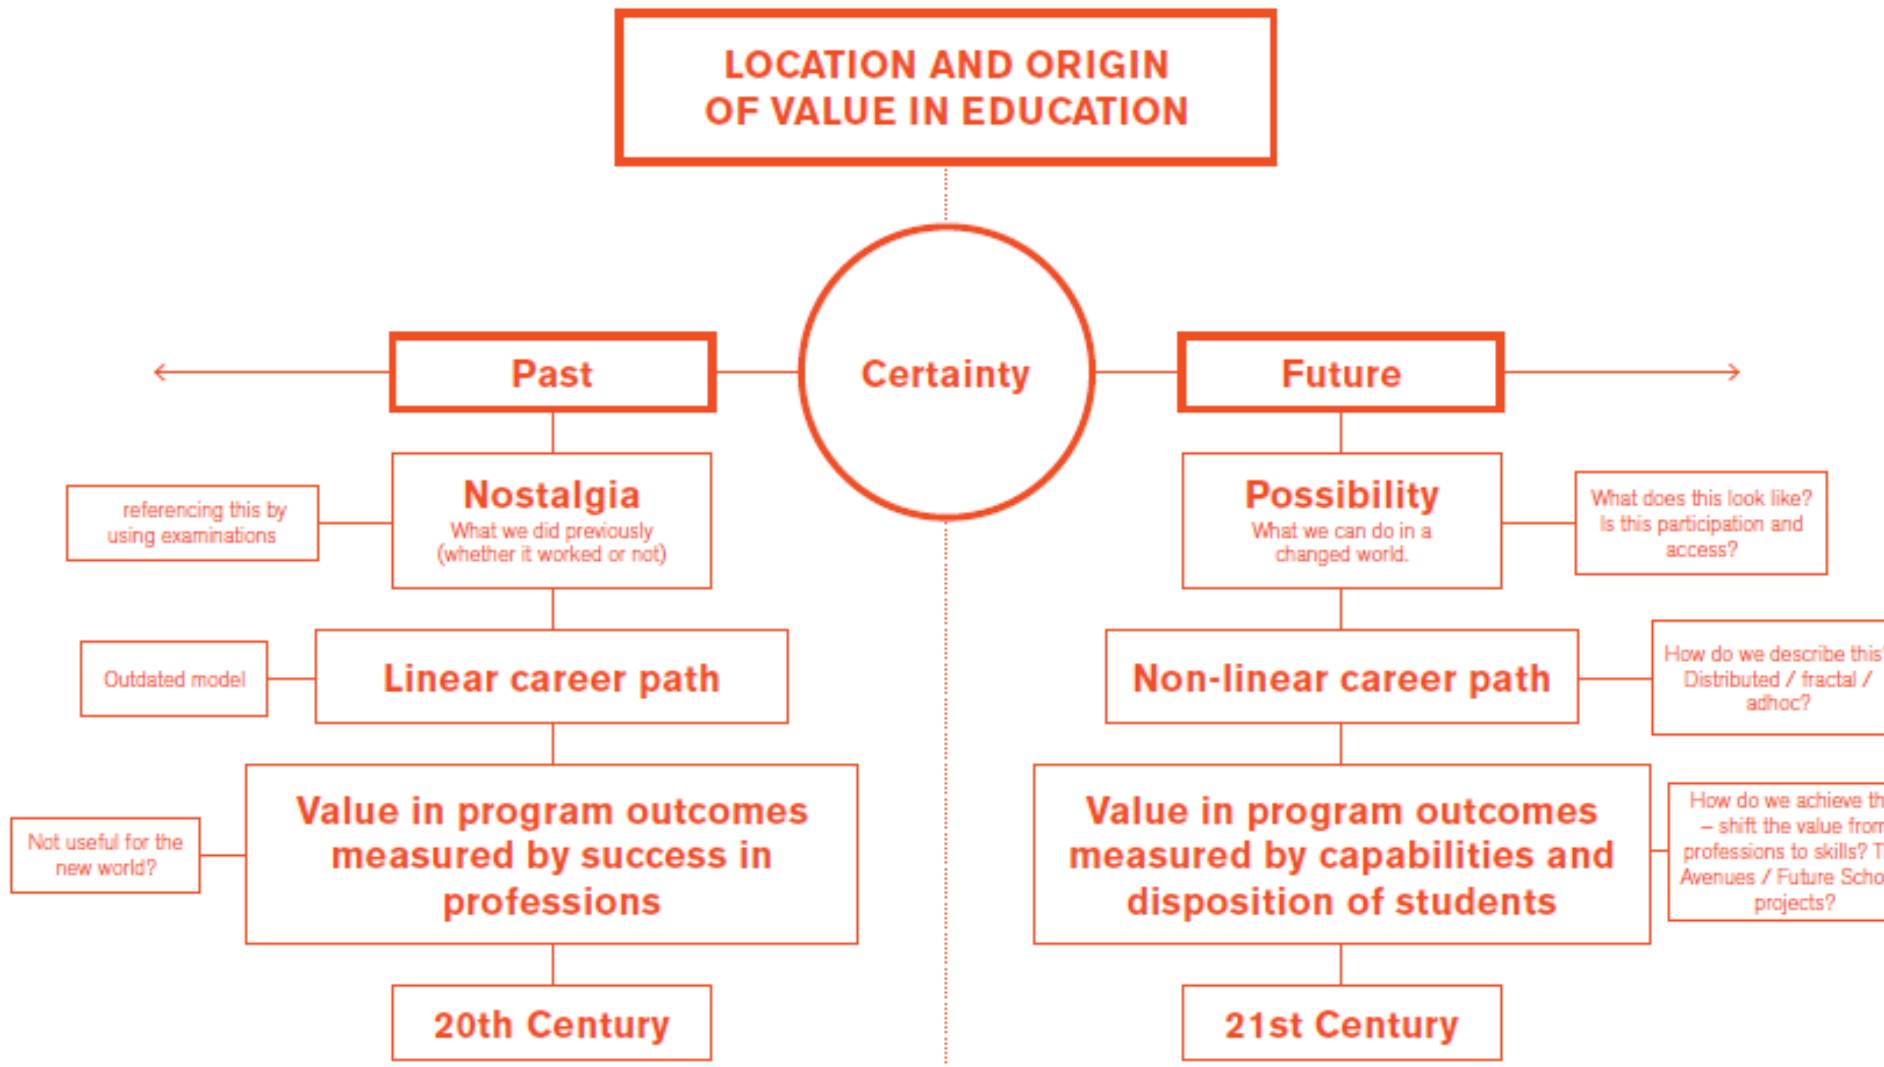 LOCATION AND ORIGIN
OF VALUE IN EDUCATION
Certainty
Past
Nostalgia
What we did previously
(whether it worked or not)
referencing this by
using examinations
Linear career path
Outdated model
Value in program outcomes
measured by success in
professions
Not useful for the
new world?
20th Century
Future
Possibility
What we can do in a
changed world.
What does this look like?
Is this participation and
access?
Non-linear career path
How do we describe this?
Distributed / fractal /
adhoc?
Value in program outcomes
measured by capabilities and
disposition of students
How do we achieve
– shift the value from
professions to skills?
Avenues / Future
projects?
21st Century